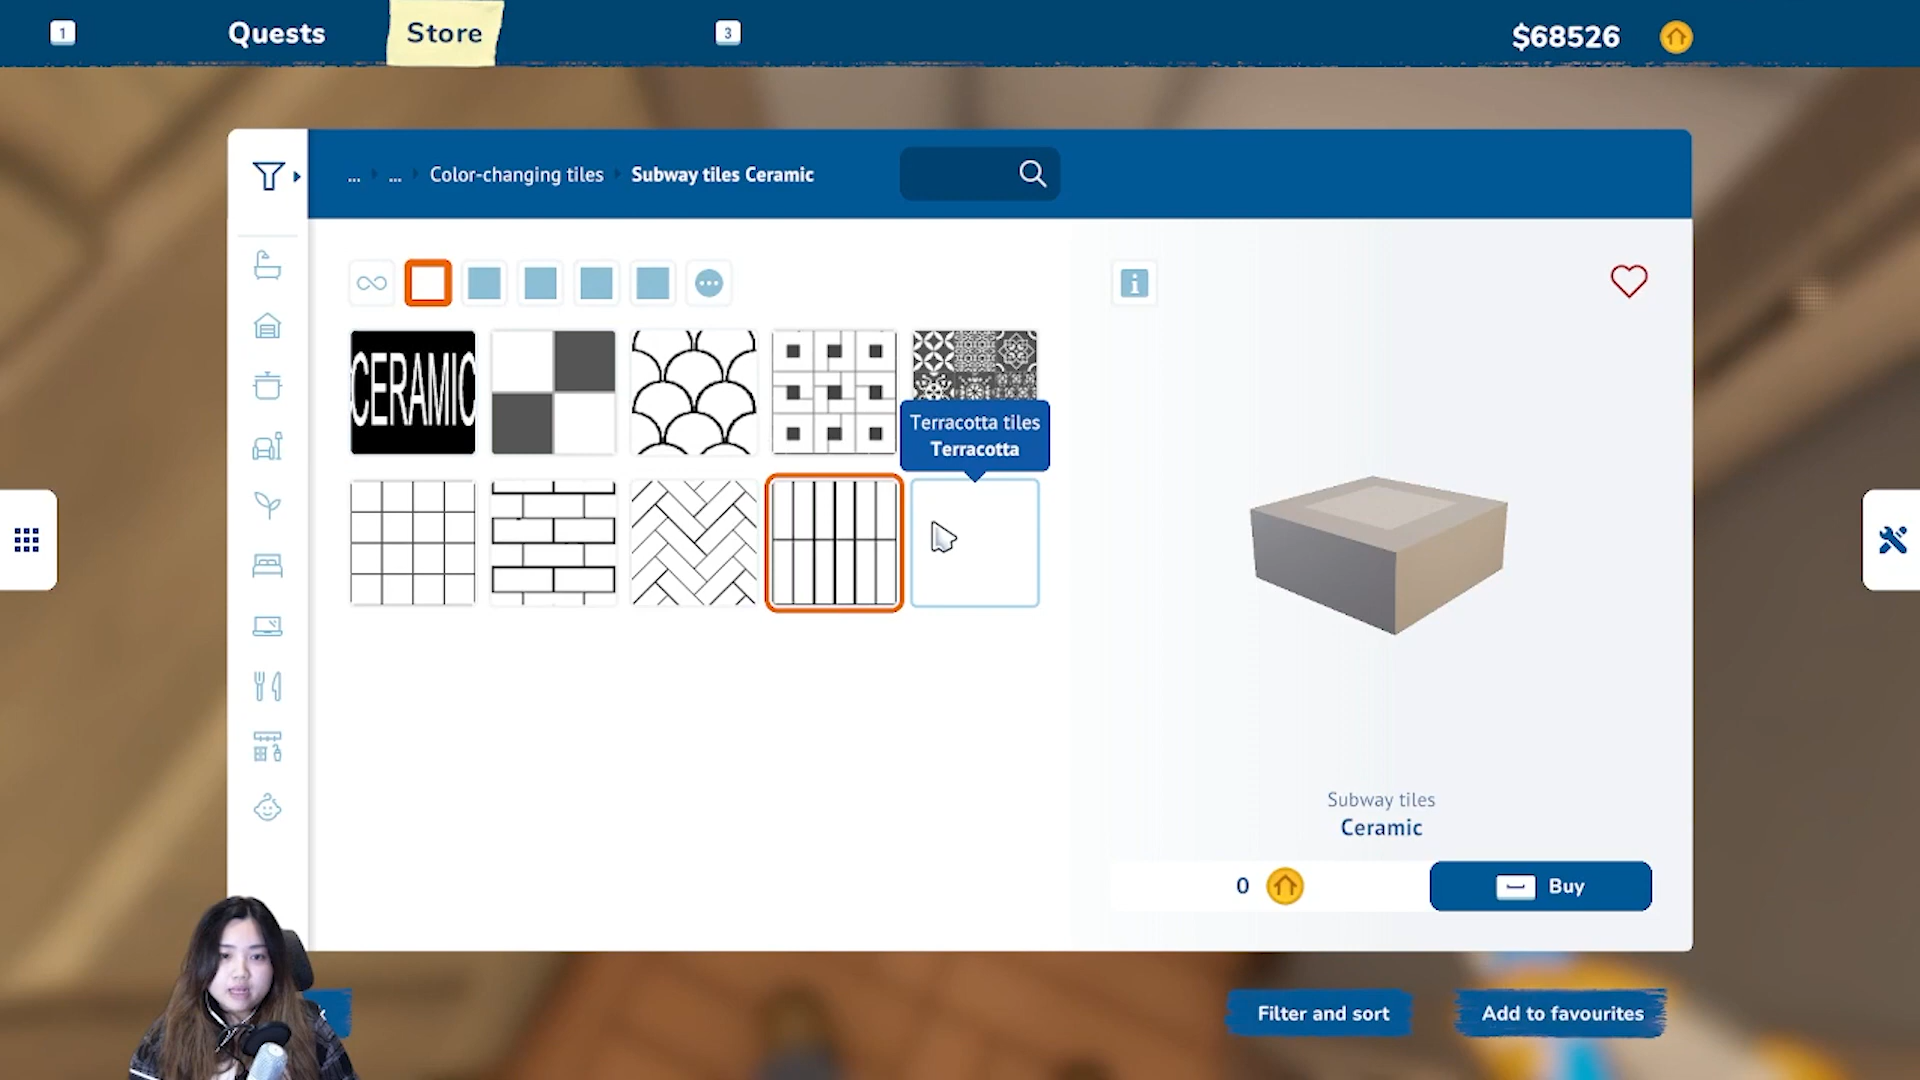 1
Quests
Store
3
$68526
... ... Color-changing tiles Subway tiles Ceramic
i
CERAMIC
Terracotta tiles
Terracotta
Subway tiles
Ceramic
0
Buy
Filter and sort
Add to favourites